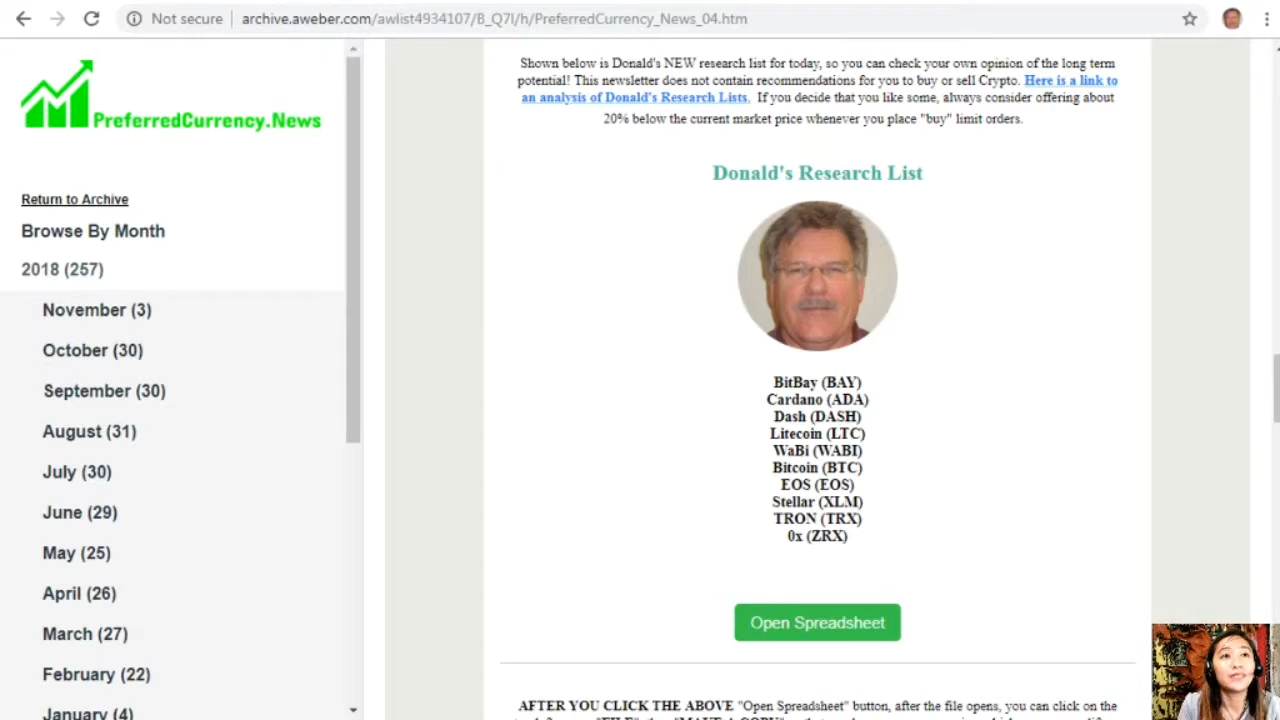 Not secure
archive.aweber.com/awlist4934107/B_Q7l/h/PreferredCurrency_News_04.htm
PreferredCurrency.News
Return to Archive
Browse By Month
2018 (257)
November (3)
October (30)
September (30)
August (31)
July (30)
June (29)
May (25)
April (26)
March (27)
February (22)
January (4)
Shown below is Donald's NEW research list for today, so you can check your own opinion of the long term
potential! This newsletter does not contain recommendations for you to buy or sell Crypto. Here is a link to
an analysis of Donald's Research Lists. If you decide that you like some, always consider offering about
20% below the current market price whenever you place "buy" limit orders.
Donald's Research List
BitBay (BAY)
Cardano (ADA)
Dash (DASH)
Litecoin (LTC)
WaBi (WABI)
Bitcoin (BTC)
EOS (EOS)
Stellar (XLM)
TRON (TRX)
0x (ZRX)
Open Spreadsheet
AFTER YOU CLICK THE ABOVE "Open Spreadsheet" button, after the file opens, you can click on the